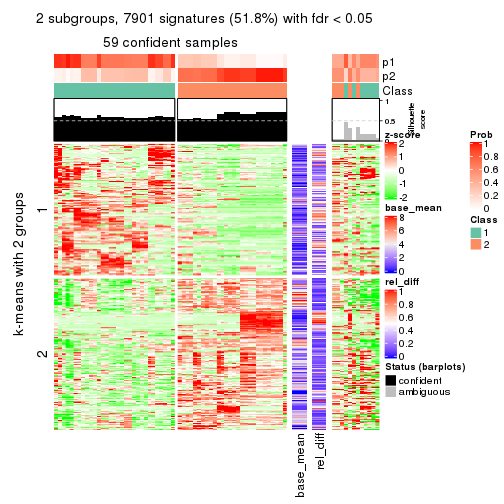 2 subgroups, 7901 signatures (51.8%) with fdr < 0.05
59 confident samples
p1
p2
Class
1
0.5
0
Silhouette
score
k-means with 2 groups
1
2
base_mean
rel_diff
z-score
2
1
0
-1
-2
base_mean
8
6
4
2
0
rel_diff
1
0.8
0.6
0.4
0.2
0
Status (barplots)
confident
ambiguous
Prob
1
0.8
0.6
0.4
0.2
0
Class
1
2